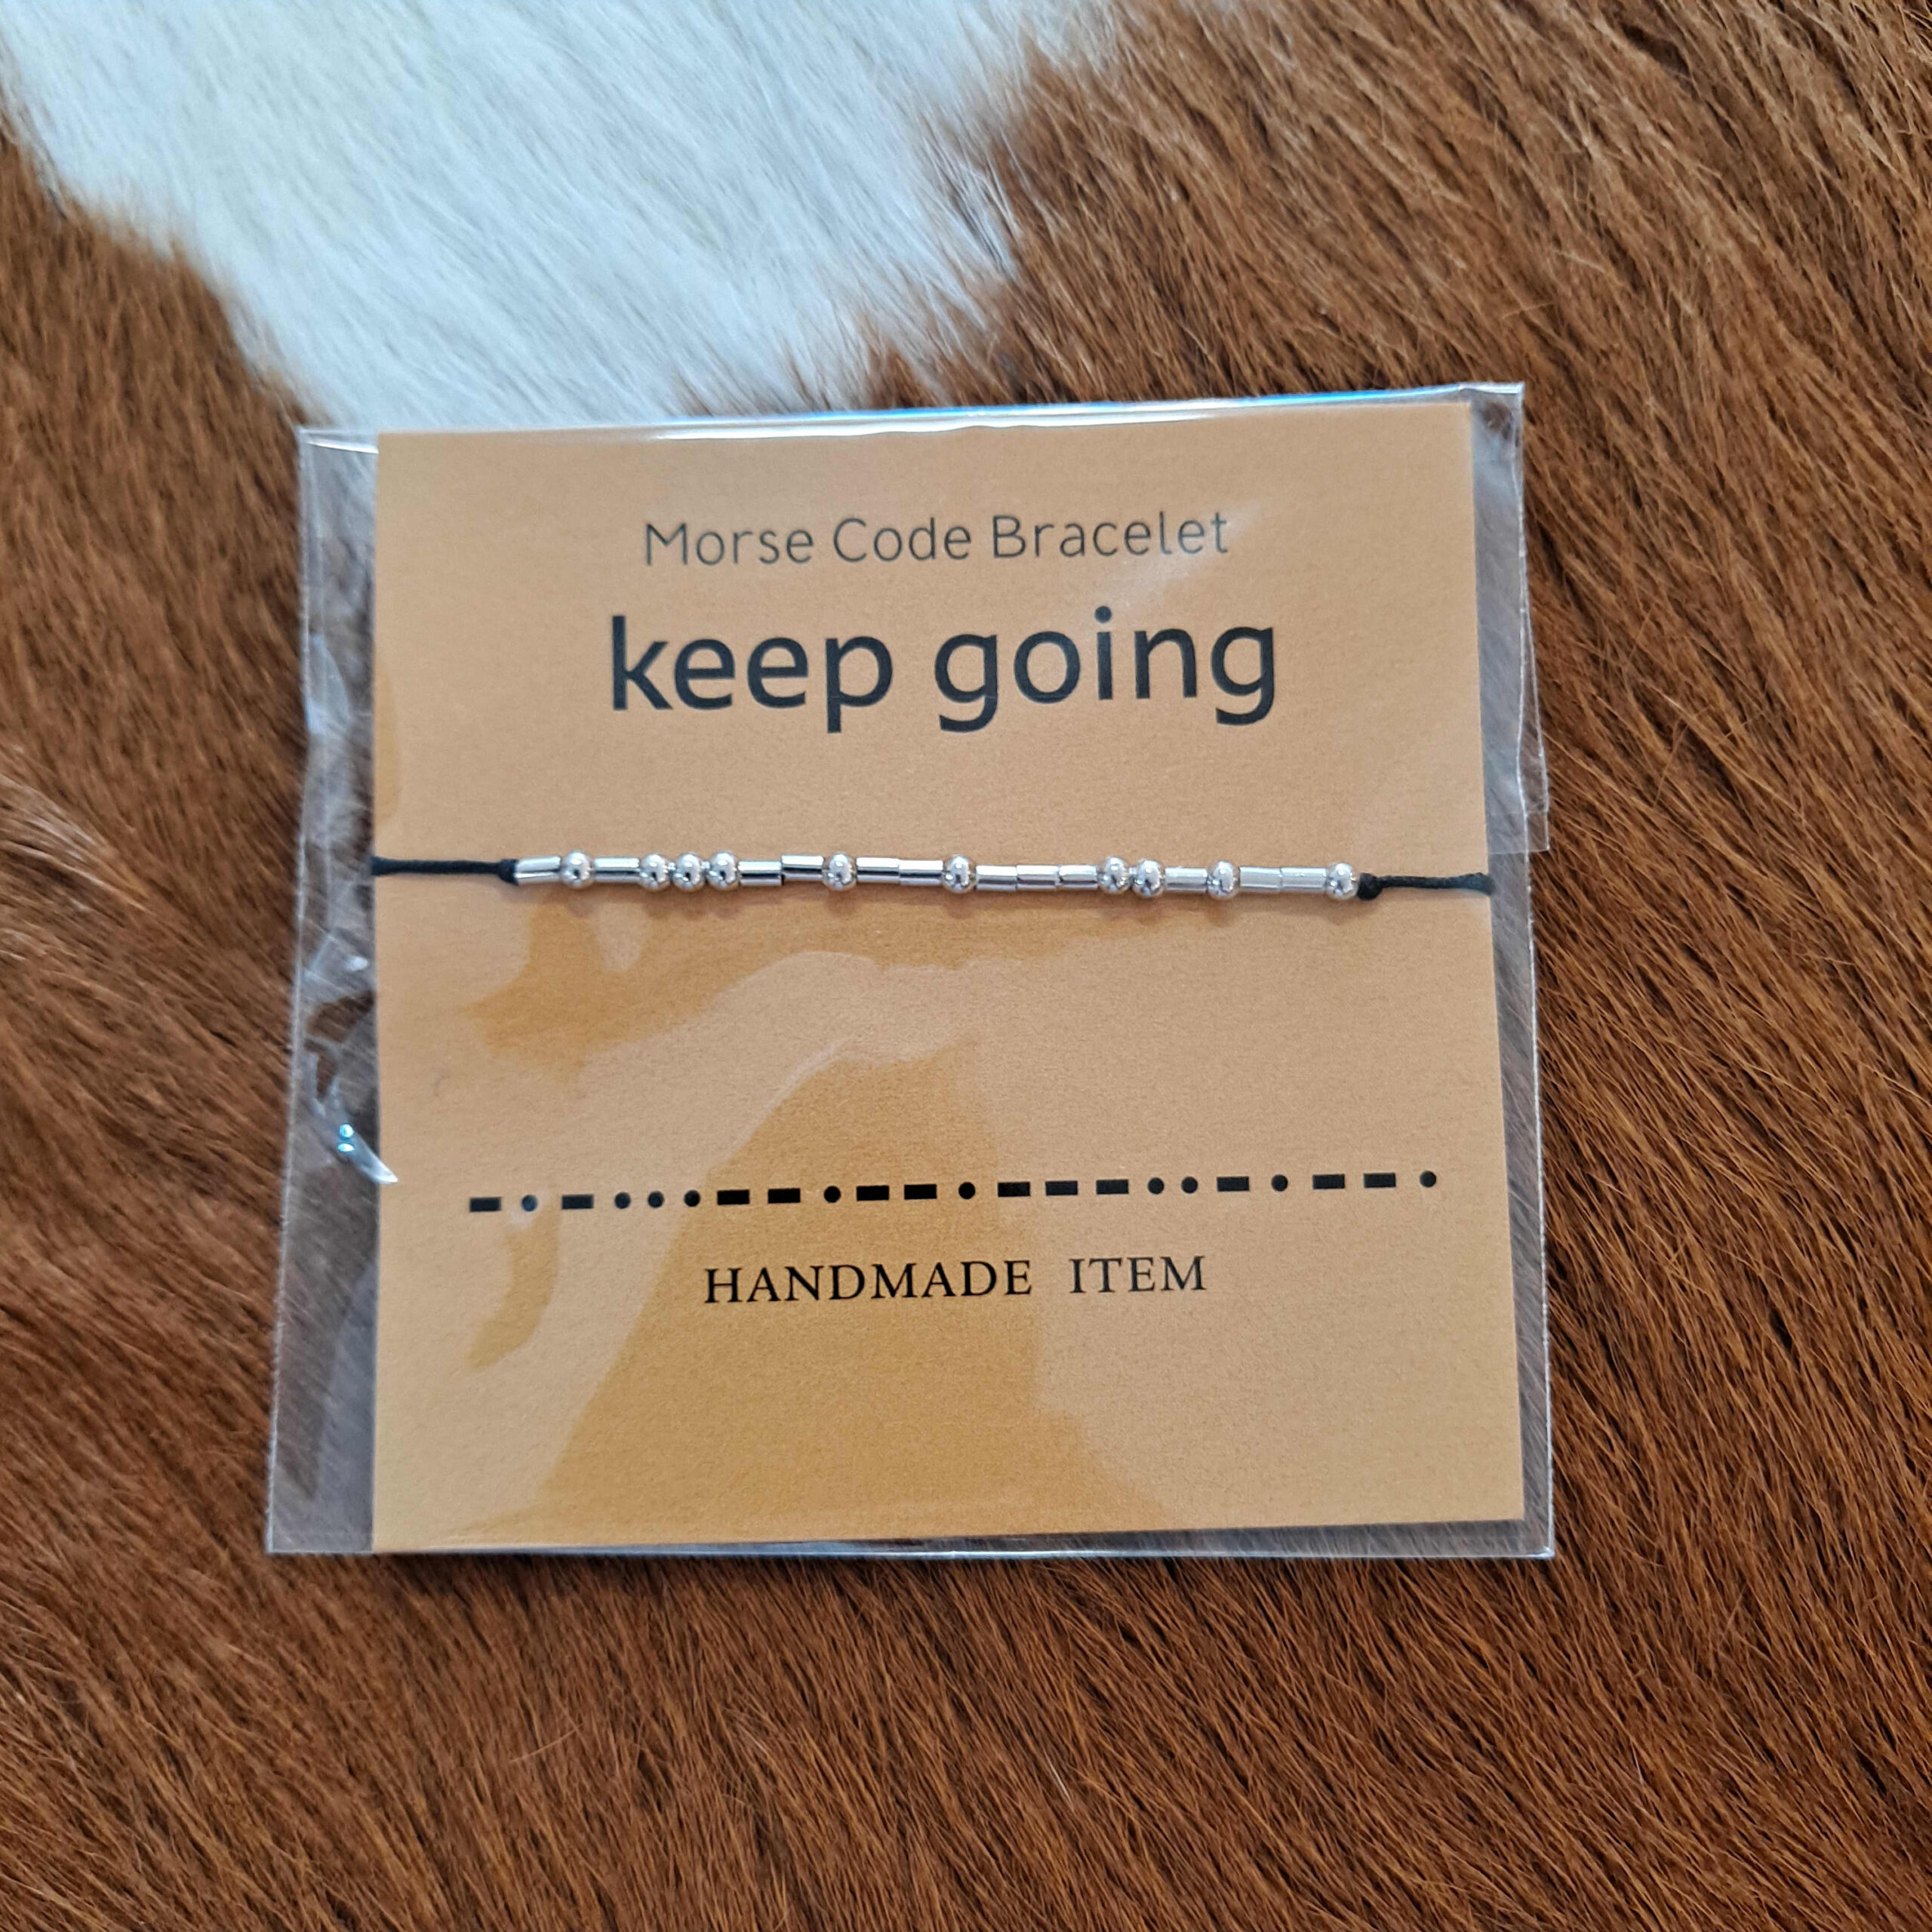 Morse Code Bracelet
keep going
— • — • • • — — • — — • — — — • • — • — — •
HANDMADE ITEM